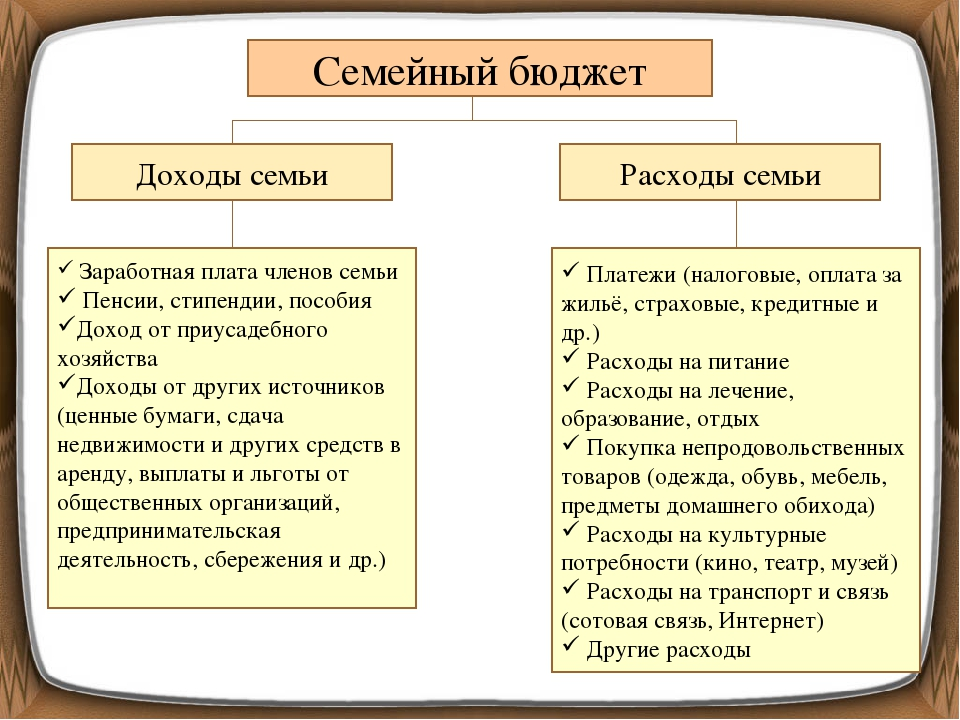 Семейный бюджет
Доходы семьи
Расходы семьи
✓ Заработная плата членов семьи
✓ Пенсии, стипендии, пособия
✓Доход от приусадебного
хозяйства
✓Доходы от других источников
(ценные бумаги, сдача
недвижимости и других средств в
аренду, выплаты и льготы от
общественных организаций,
предпринимательская
деятельность, сбережения и др.)
✓ Платежи (налоговые, оплата за
жильё, страховые, кредитные и
др.)
✓ Расходы на питание
✓ Расходы на лечение,
образование, отдых
✓ Покупка непродовольственных
товаров (одежда, обувь, мебель,
предметы домашнего обихода)
✓ Расходы на культурные
потребности (кино, театр, музей)
✓ Расходы на транспорт и связь
(сотовая связь, Интернет)
✓ Другие расходы